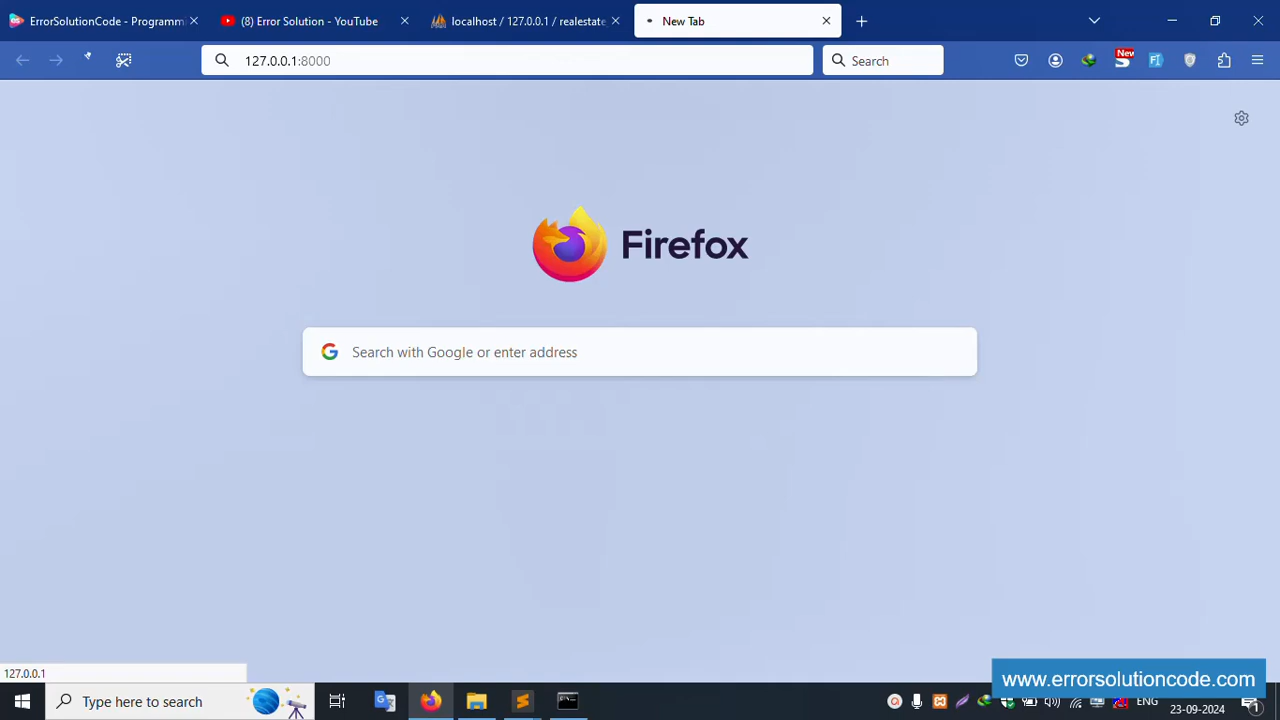 ErrorSolutionCode - Programm
(8) Error Solution - YouTube
localhost / 127.0.0.1 / realestate
New Tab
127.0.0.1:8000
Search
New
Firefox
Search with Google or enter address
127.0.0.1
www.errorsolutioncode.com
Type here to search
ENG
23-09-2024
1